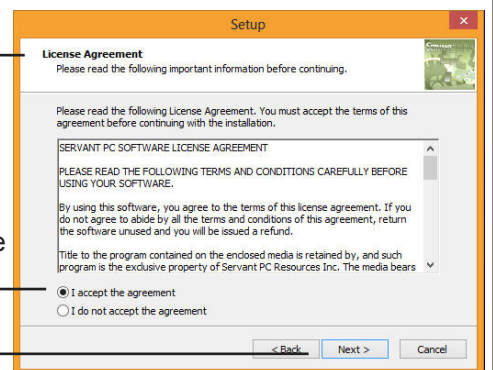 Setup
License Agreement
Please read the following important information before continuing.
Please read the following License Agreement. You must accept the terms of this
agreement before continuing with the installation.
SERVANT PC SOFTWARE LICENSE AGREEMENT
PLEASE READ THE FOLLOWING TERMS AND CONDITIONS CAREFULLY BEFORE
USING YOUR SOFTWARE.
By using this software, you agree to the terms of this license agreement. If you
do not agree to abide by all the terms and conditions of this agreement, return
the software unused and you will be issued a refund.
Title to the program contained on the enclosed media is retained by, and such
program is the exclusive property of Servant PC Resources Inc. The media bears
e
I accept the agreement
I do not accept the agreement
< Back
Next >
Cancel